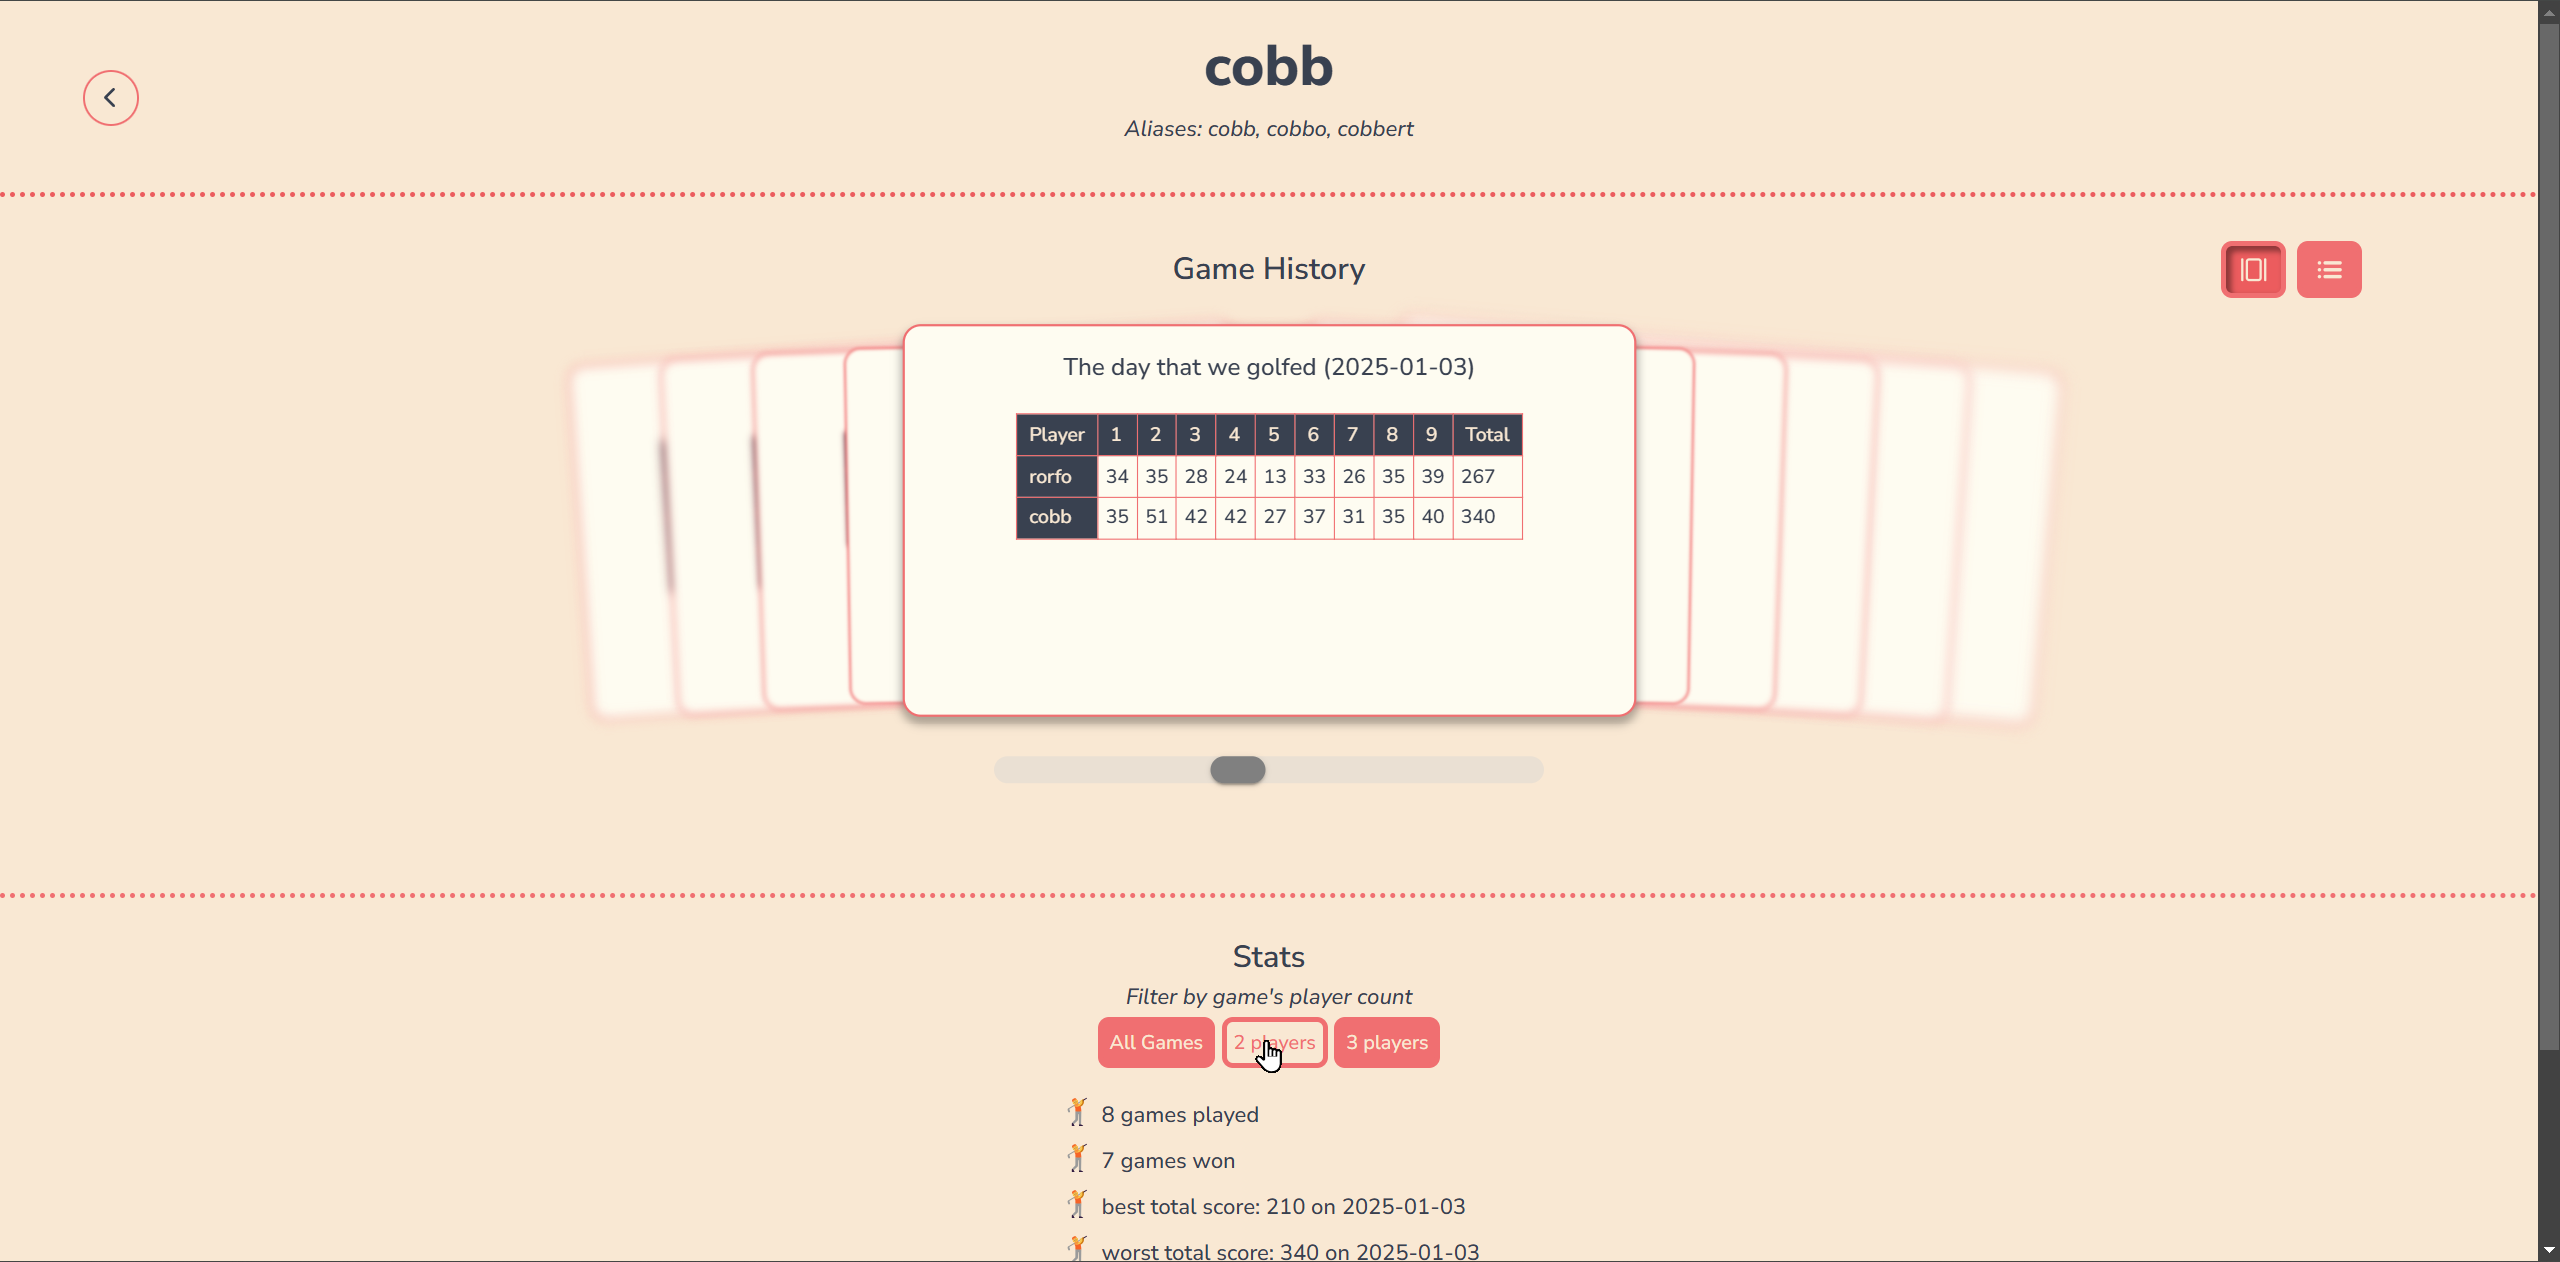 cobb
Aliases: cobb, cobbo, cobbert
Game History
The day that we golfed (2025-01-03)
Player 1 2 3 4 5 6 7 8 9 Total
rorfo 34 35 28 24 13 33 26 35 39 267
cobb 35 51 42 42 27 37 31 35 40 340
Stats
Filter by game's player count
All Games 2 players 3 players
8 games played
7 games won
best total score: 210 on 2025-01-03
worst total score: 340 on 2025-01-03